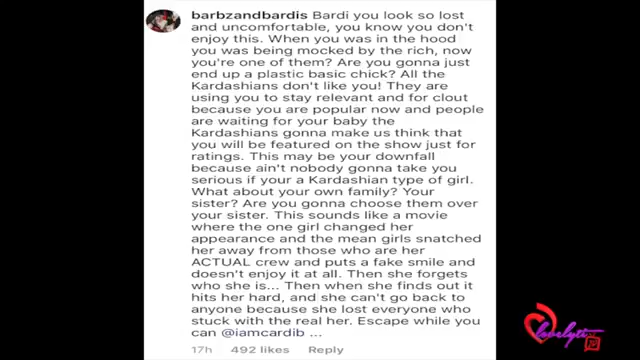 barbzandbardis Bardi you look so lost
and uncomfortable, you know you don't
enjoy this. When you was in the hood
you was being mocked by the rich, now
you're one of them? Are you gonna just
end up a plastic basic chick? All the
Kardashians don't like you! They are
using you to stay relevant and for clout
because you are popular now and people
are waiting for your baby the
Kardashians gonna make us think that
you will be featured on the show just for
ratings. This may be your downfall
because ain't nobody gonna take you
serious if your a Kardashian type of girl.
What about your own family? Your
sister? Are you gonna choose them over
your sister. This sounds like a movie
where the one girl changed her
appearance and the mean girls snatched
her away from those who are her
ACTUAL crew and puts a fake smile and
doesn't enjoy it at all. Then she forgets
who she is... Then when she finds out it
hits her hard, and she can't go back to
anyone because she lost everyone who
stuck with the real her. Escape while you
can @iamcardib ...
17h 492 likes Reply
lovelyti